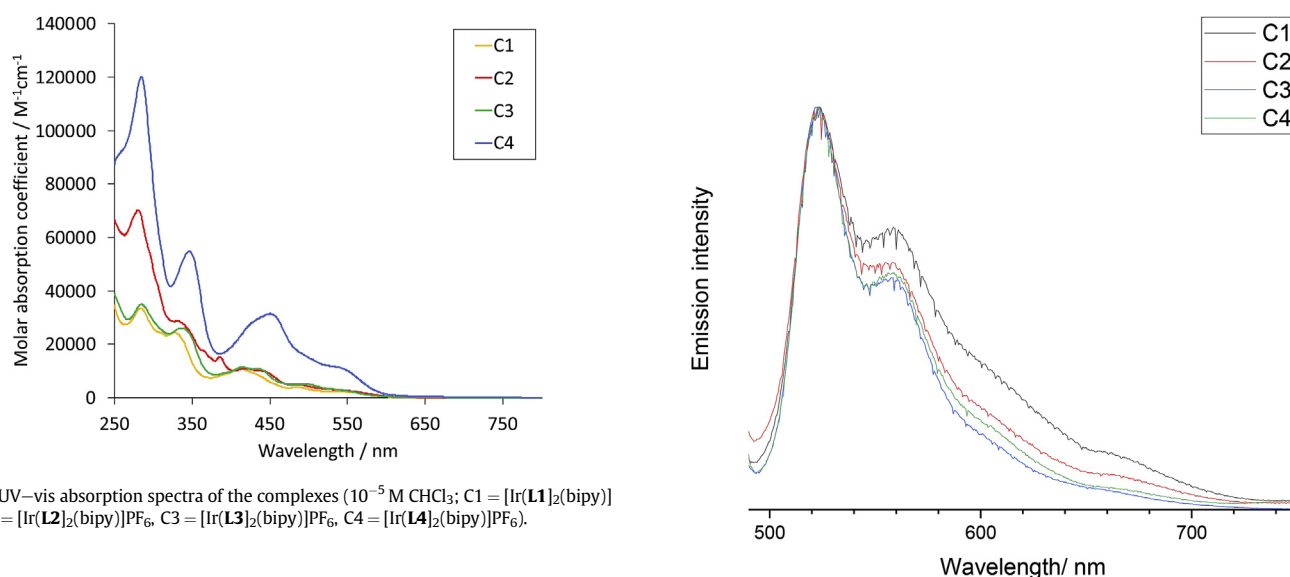 140000
120000
100000
80000
60000
40000
20000
0
250 350 450 550 650 750
Molar absorption coefficient / M⁻¹cm⁻¹
Wavelength / nm
C1
C2
C3
C4
UV–vis absorption spectra of the complexes (10⁻⁵ M CHCl₃; C1 = [Ir(L1]₂(bipy)]
= [Ir(L2]₂(bipy)]PF₆, C3 = [Ir(L3]₂(bipy)]PF₆, C4 = [Ir(L4]₂(bipy)]PF₆).
C1
C2
C3
C4
Emission intensity
500 600 700
Wavelength/ nm